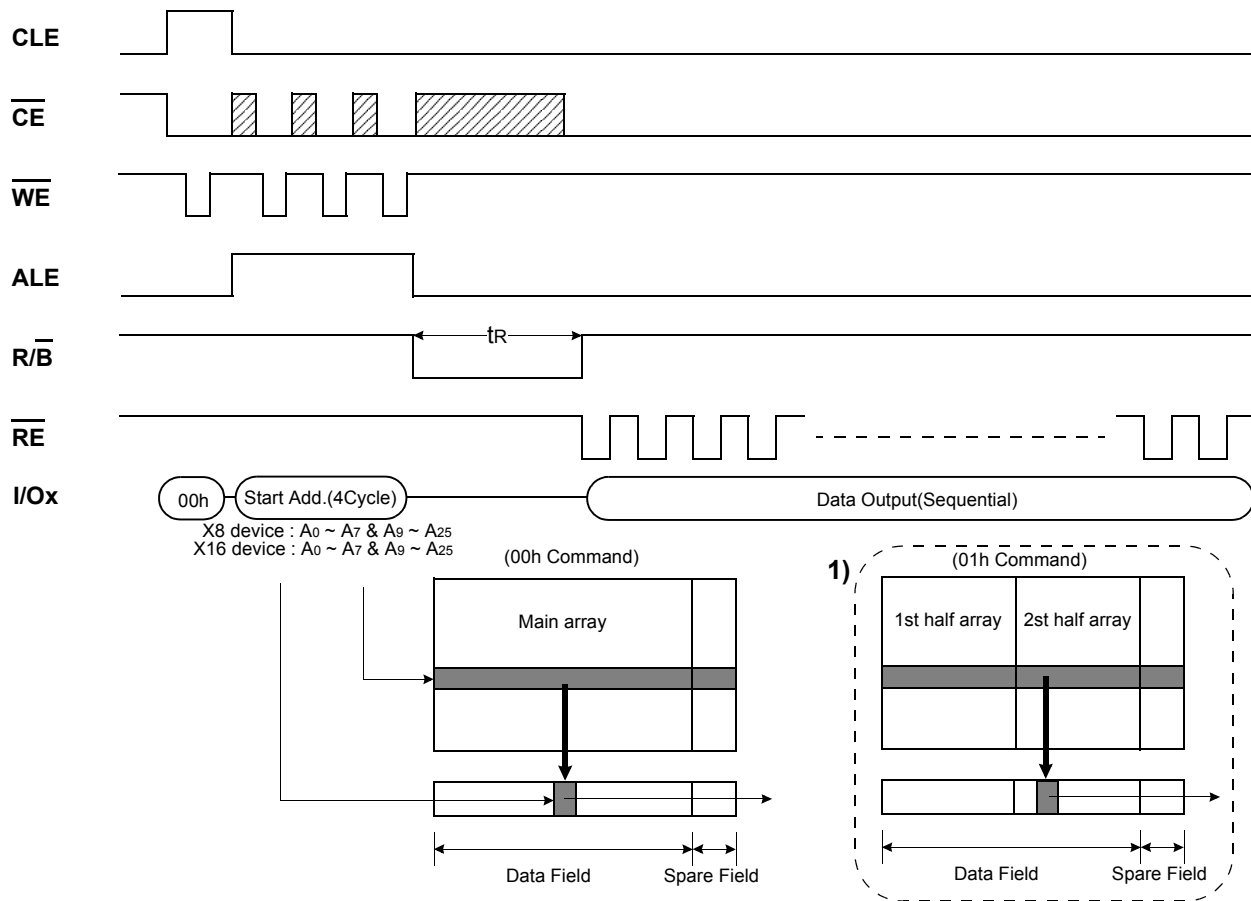 CLE
CE
WE
ALE
R/B
tR
RE
I/Ox
00h
Start Add.(4Cycle)
Data Output(Sequential)
X8 device : A0 ~ A7 & A9 ~ A25
X16 device : A0 ~ A7 & A9 ~ A25
(00h Command)
Main array
Data Field
Spare Field
1)
(01h Command)
1st half array
2st half array
Data Field
Spare Field